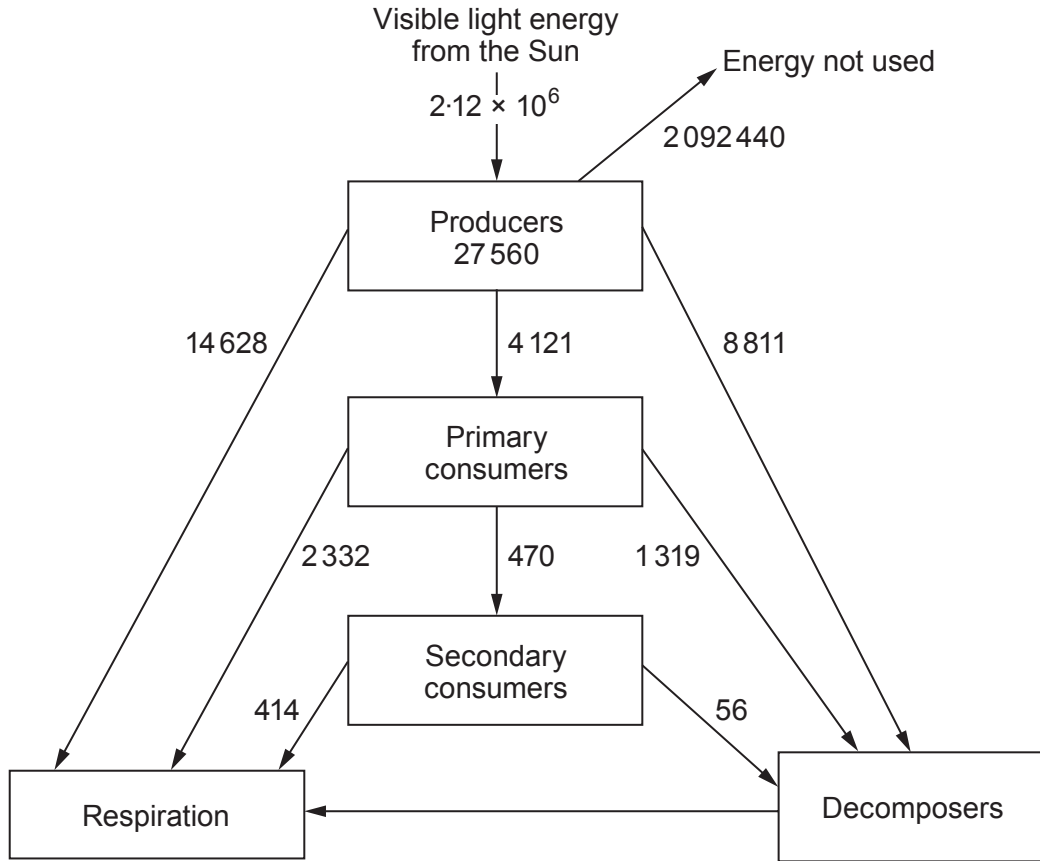 Visible light energy
from the Sun
Energy not used
2·12 × 10⁶
2 092 440
Producers
27 560
14 628
4 121
8 811
Primary
consumers
2 332
470
1 319
Secondary
consumers
414
56
Respiration
Decomposers